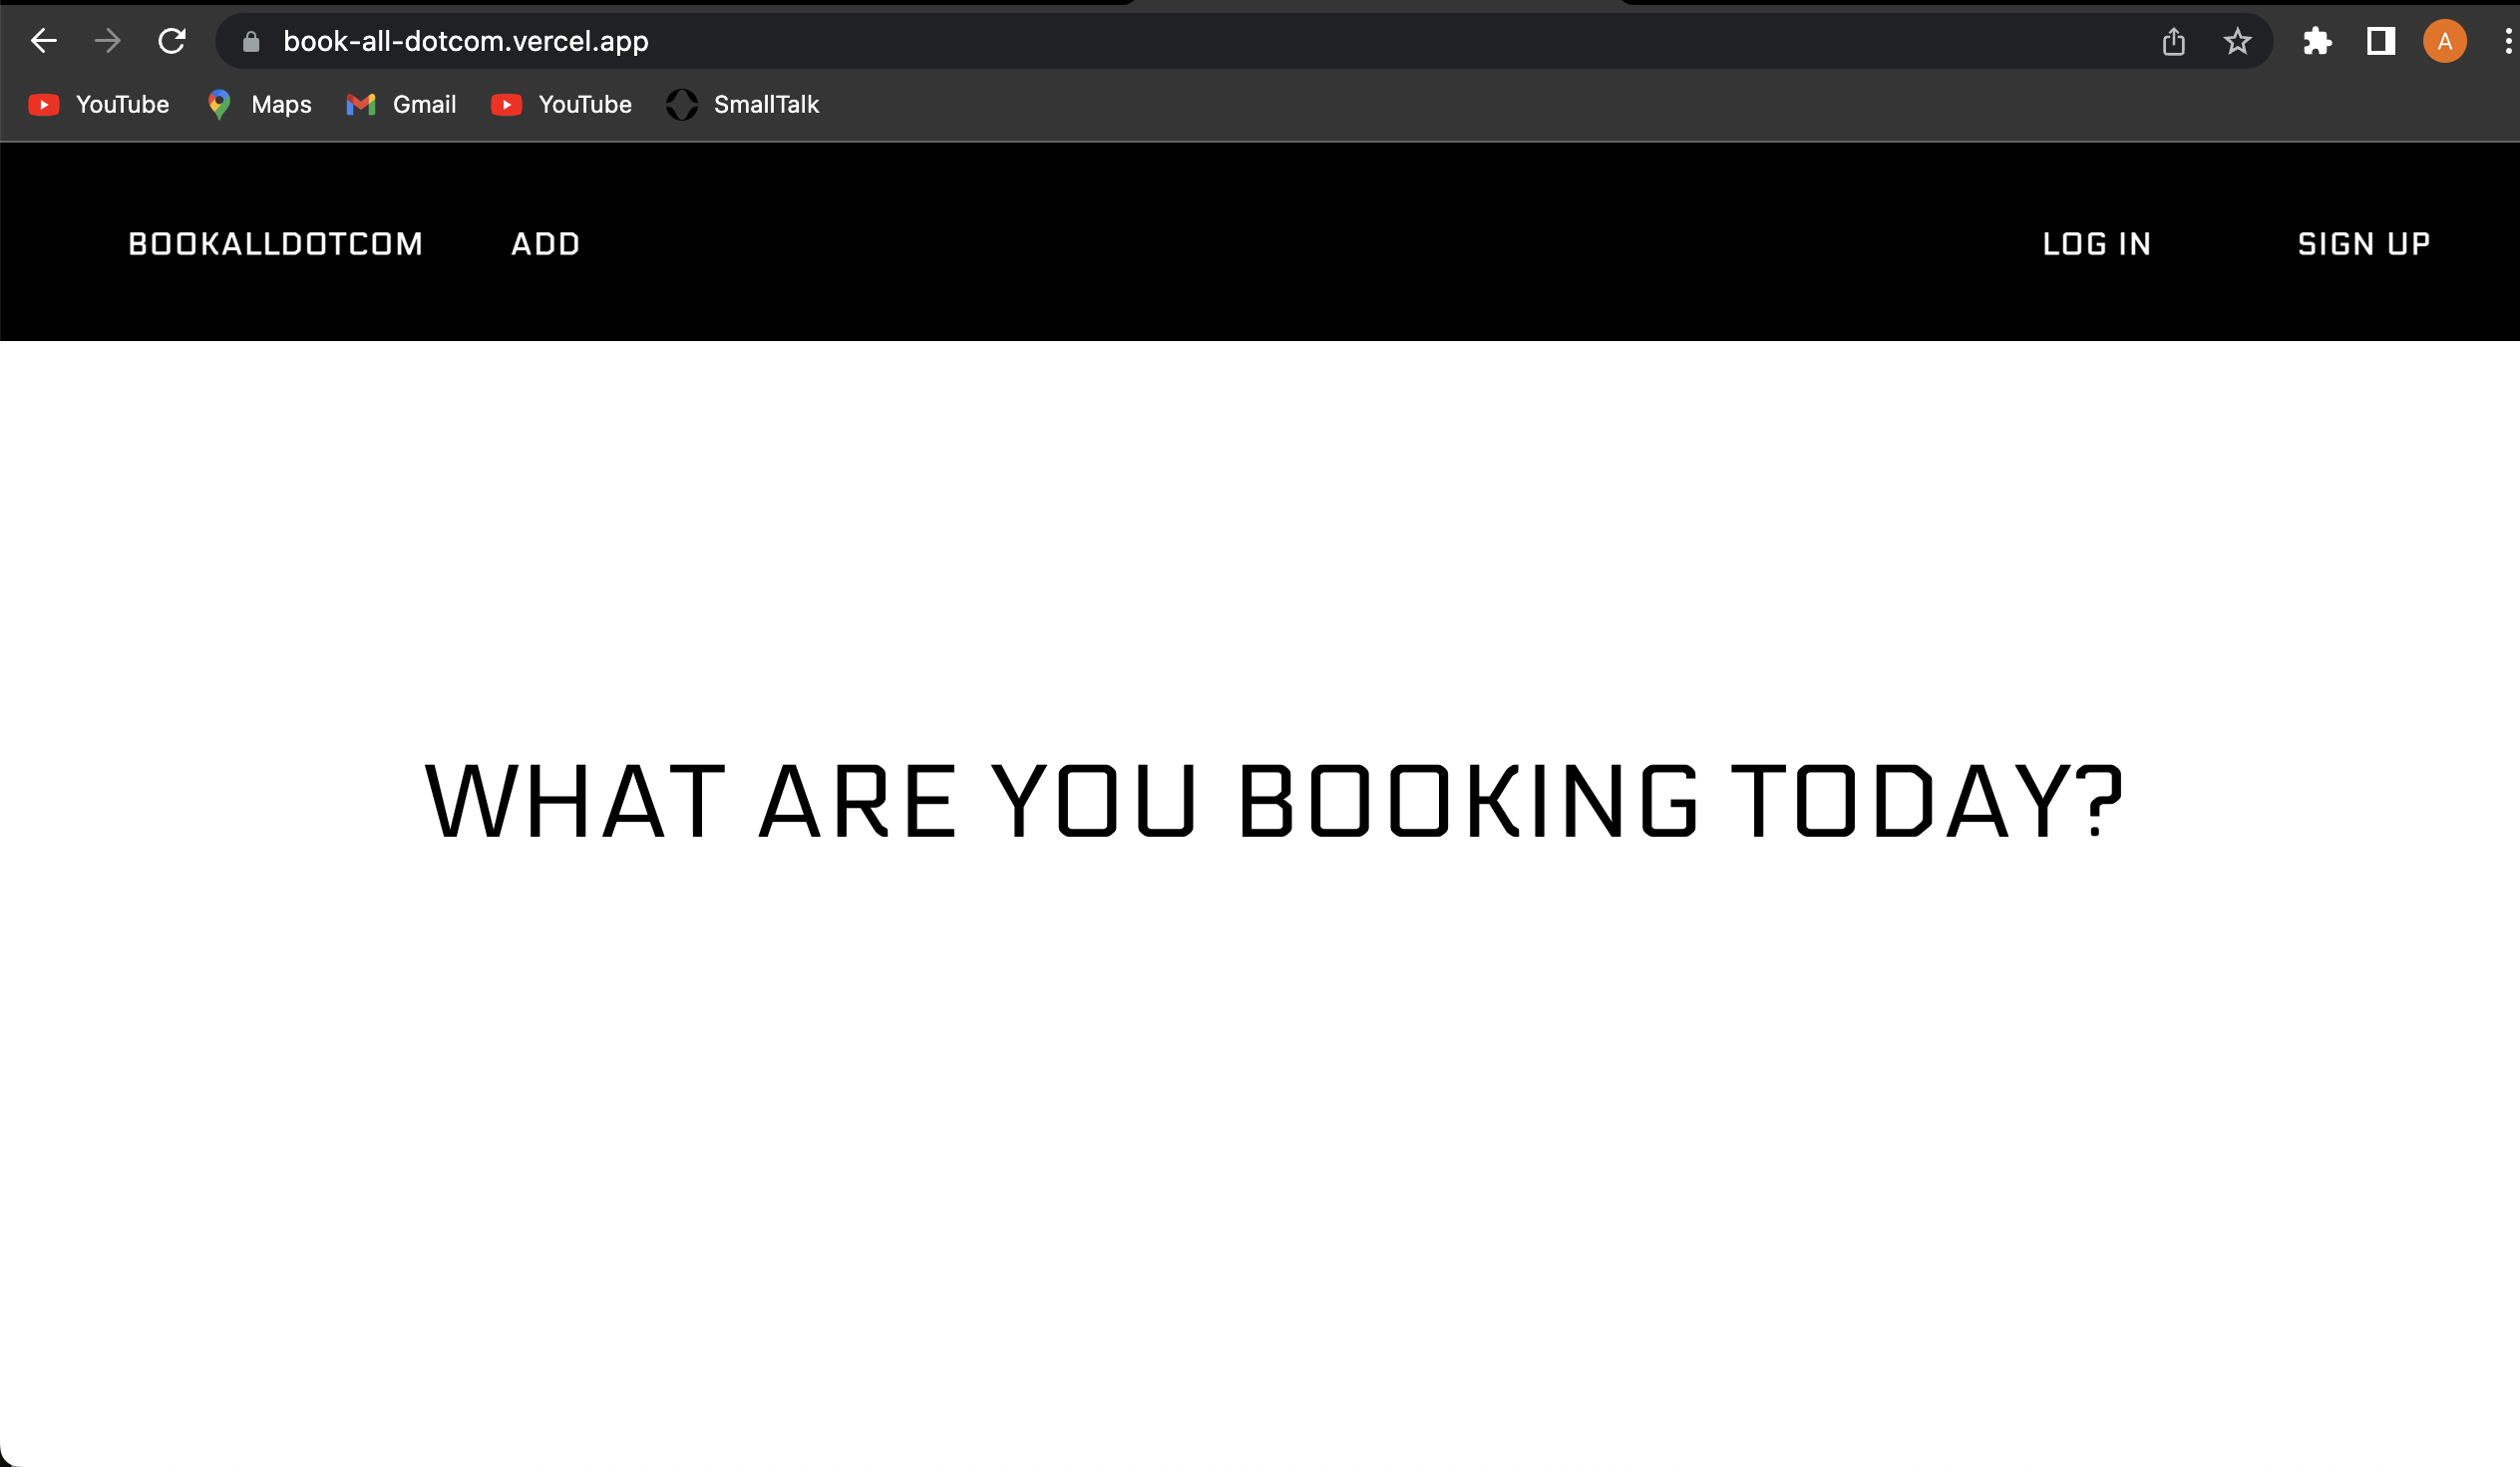 book-all-dotcom.vercel.app
A
YouTube Maps Gmail YouTube SmallTalk
BOOKALLDOTCOM ADD LOG IN SIGN UP
WHAT ARE YOU BOOKING TODAY?